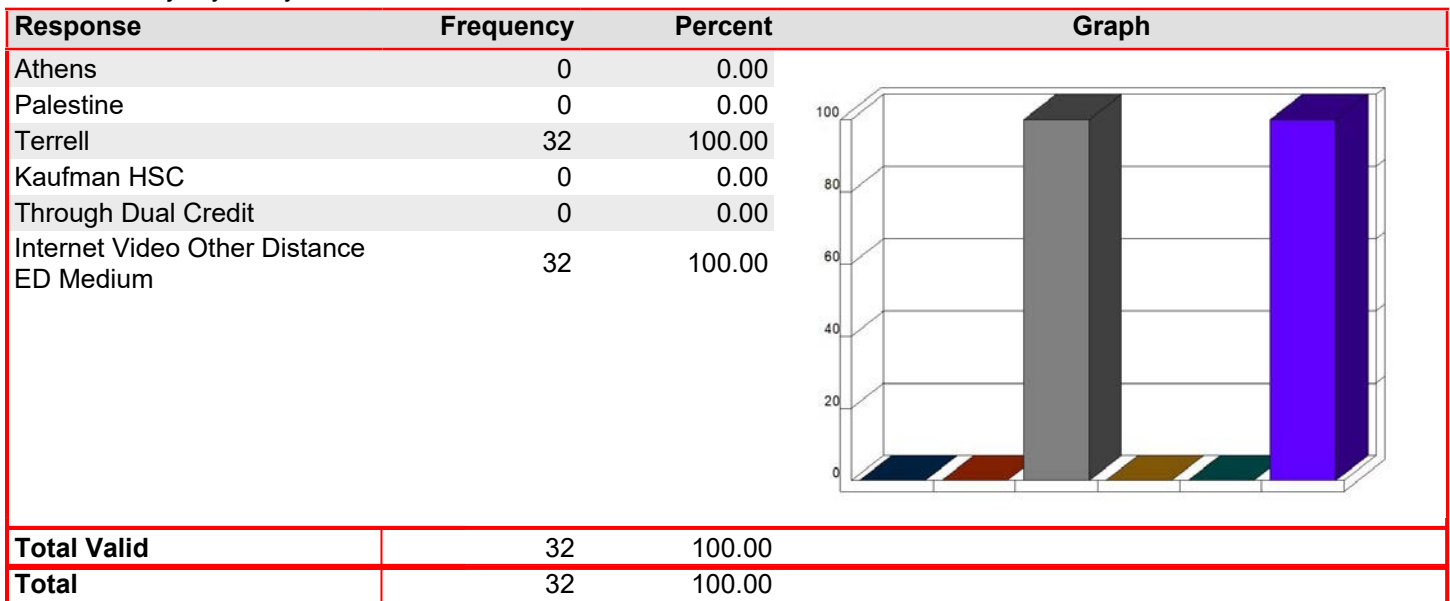 Response Frequency Percent Graph
Athens 0 0.00
Palestine 0 0.00
Terrell 32 100.00
Kaufman HSC 0 0.00
Through Dual Credit 0 0.00
Internet Video Other Distance
ED Medium 32 100.00
100
80
60
40
20
0
Total Valid 32 100.00
Total 32 100.00